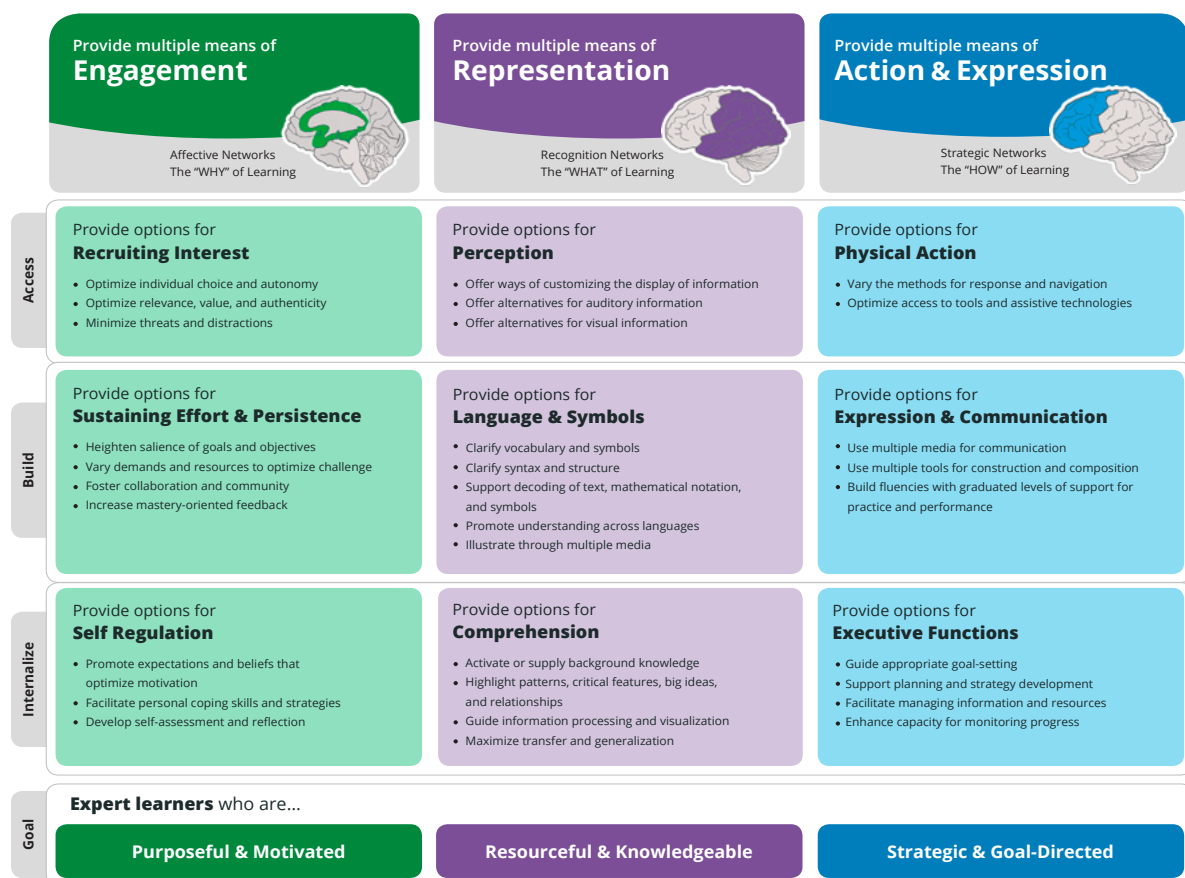 Provide multiple means of
Engagement
Affective Networks
The “WHY” of Learning
Provide multiple means of
Representation
Recognition Networks
The “WHAT” of Learning
Provide multiple means of
Action & Expression
Strategic Networks
The “HOW” of Learning
Access
Provide options for
Recruiting Interest
• Optimize individual choice and autonomy
• Optimize relevance, value, and authenticity
• Minimize threats and distractions
Provide options for
Perception
• Offer ways of customizing the display of information
• Offer alternatives for auditory information
• Offer alternatives for visual information
Provide options for
Physical Action
• Vary the methods for response and navigation
• Optimize access to tools and assistive technologies
Build
Provide options for
Sustaining Effort & Persistence
• Heighten salience of goals and objectives
• Vary demands and resources to optimize challenge
• Foster collaboration and community
• Increase mastery-oriented feedback
Provide options for
Language & Symbols
• Clarify vocabulary and symbols
• Clarify syntax and structure
• Support decoding of text, mathematical notation,
and symbols
• Promote understanding across languages
• Illustrate through multiple media
Provide options for
Expression & Communication
• Use multiple media for communication
• Use multiple tools for construction and composition
• Build fluencies with graduated levels of support for
practice and performance
Internalize
Provide options for
Self Regulation
• Promote expectations and beliefs that
optimize motivation
• Facilitate personal coping skills and strategies
• Develop self-assessment and reflection
Provide options for
Comprehension
• Activate or supply background knowledge
• Highlight patterns, critical features, big ideas,
and relationships
• Guide information processing and visualization
• Maximize transfer and generalization
Provide options for
Executive Functions
• Guide appropriate goal-setting
• Support planning and strategy development
• Facilitate managing information and resources
• Enhance capacity for monitoring progress
Goal
Expert learners who are...
Purposeful & Motivated
Resourceful & Knowledgeable
Strategic & Goal-Directed